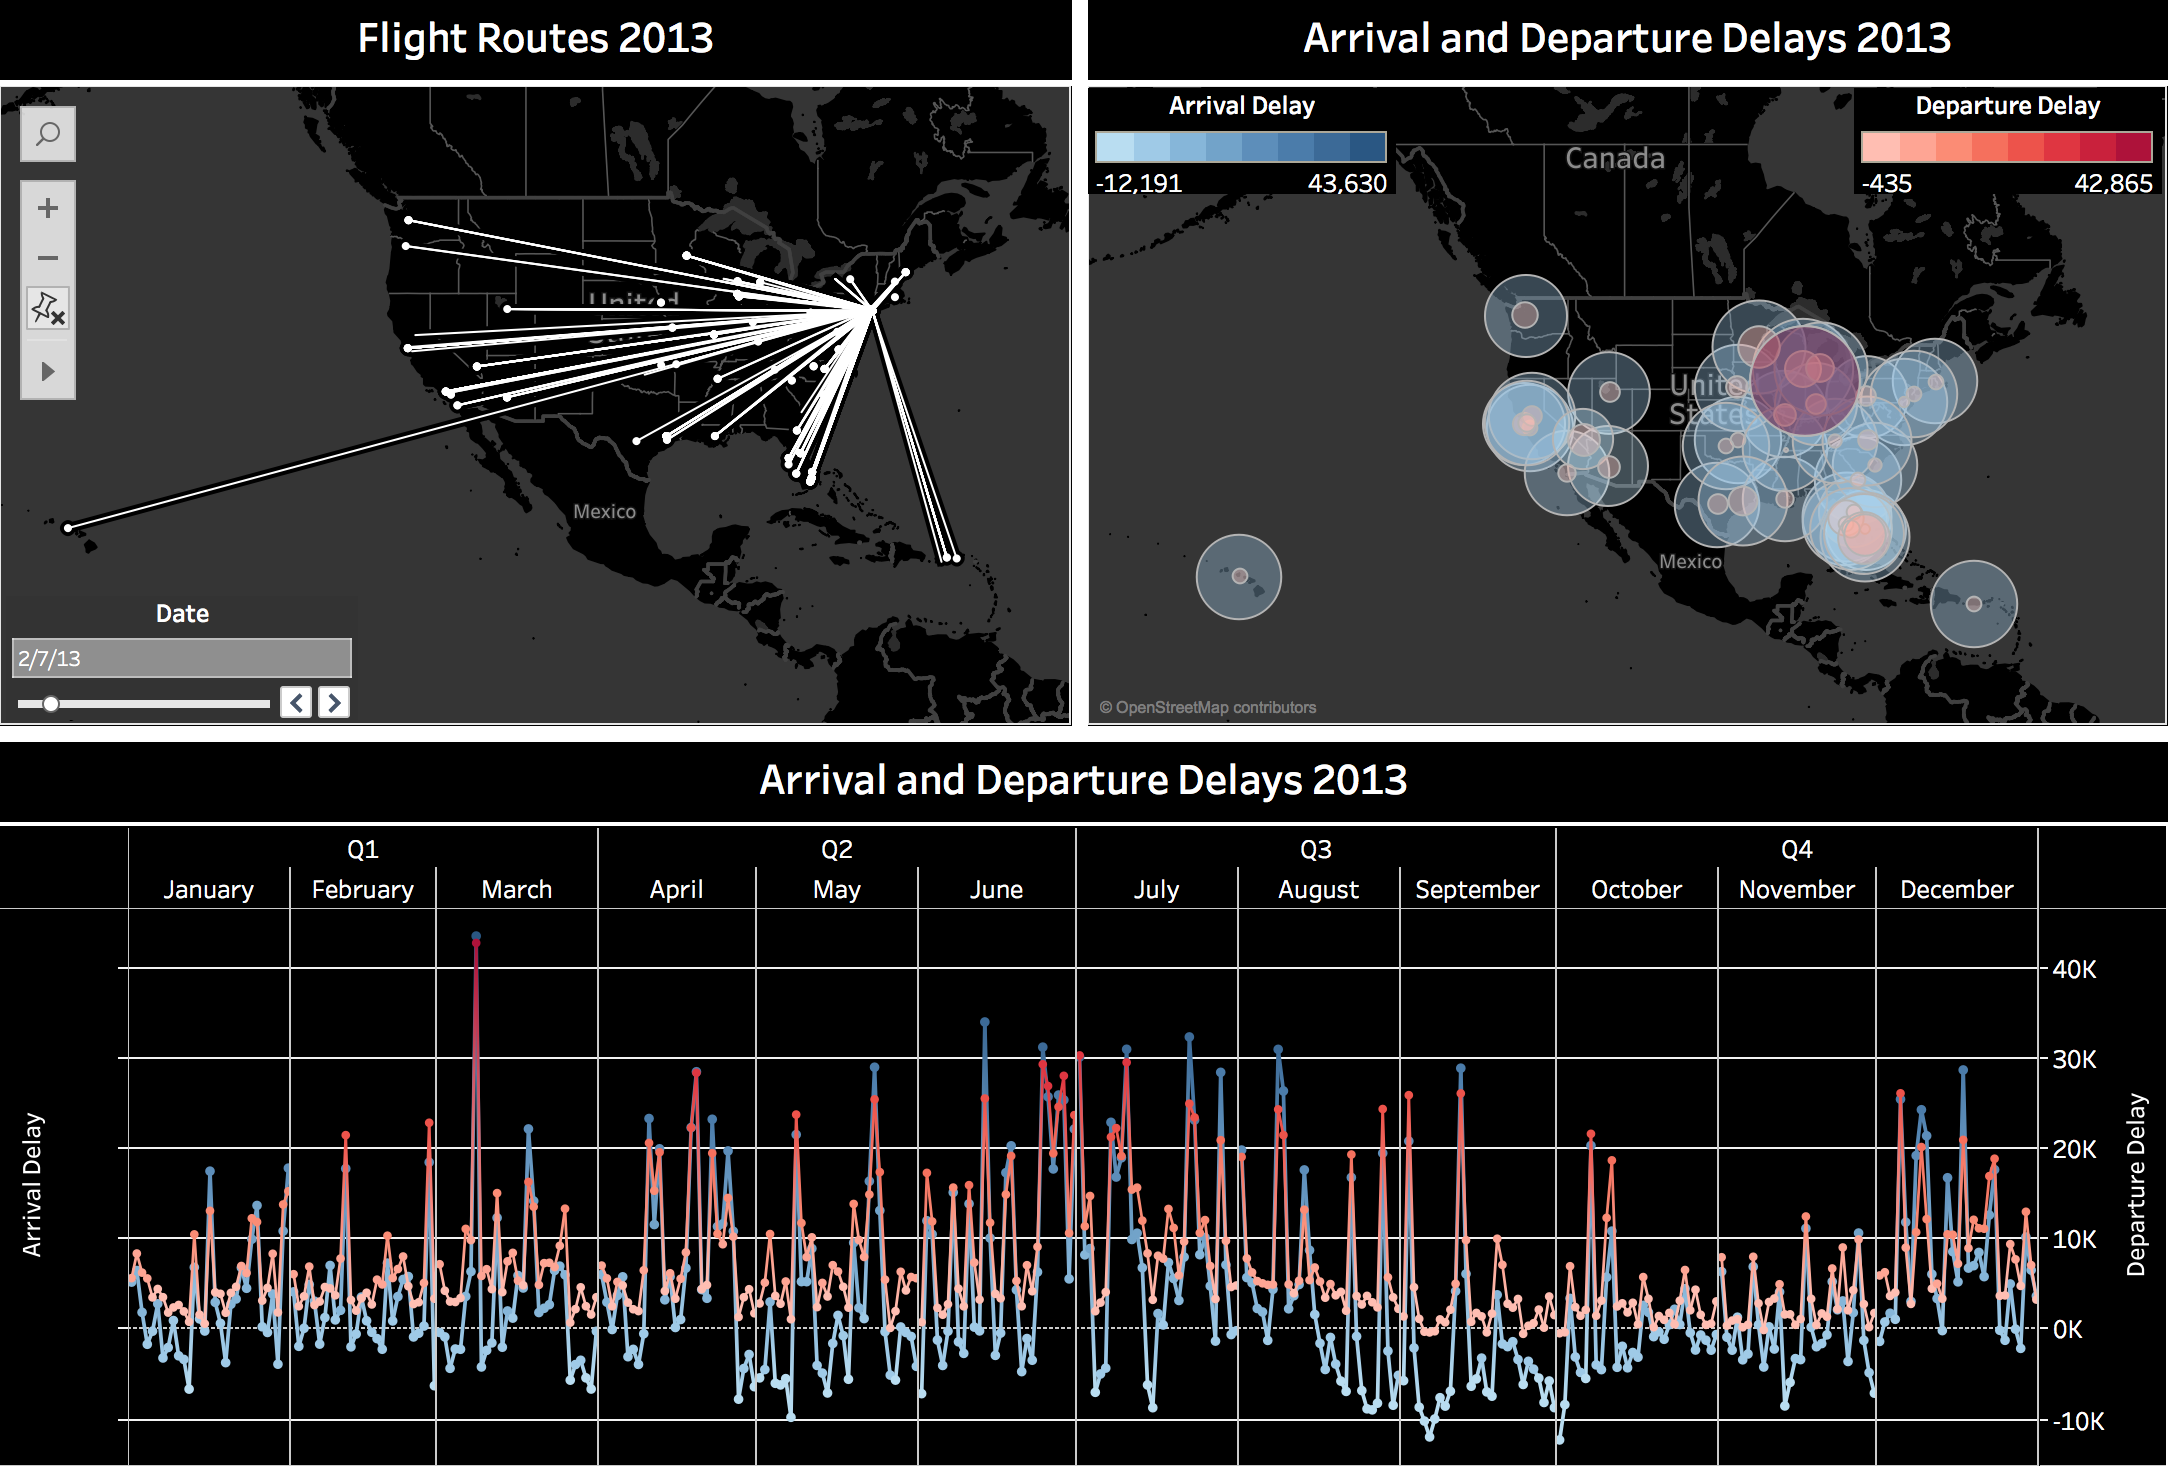 Flight Routes 2013
United
Mexico
Date
2/7/13
Arrival and Departure Delays 2013
Arrival Delay
-12,191 43,630
Departure Delay
-435 42,865
Canada
United
States
Mexico
© OpenStreetMap contributors
Arrival and Departure Delays 2013
Q1 Q2 Q3 Q4
January February March April May June July August September October November December
Arrival Delay
40K
30K
20K
10K
0K
-10K
Departure Delay